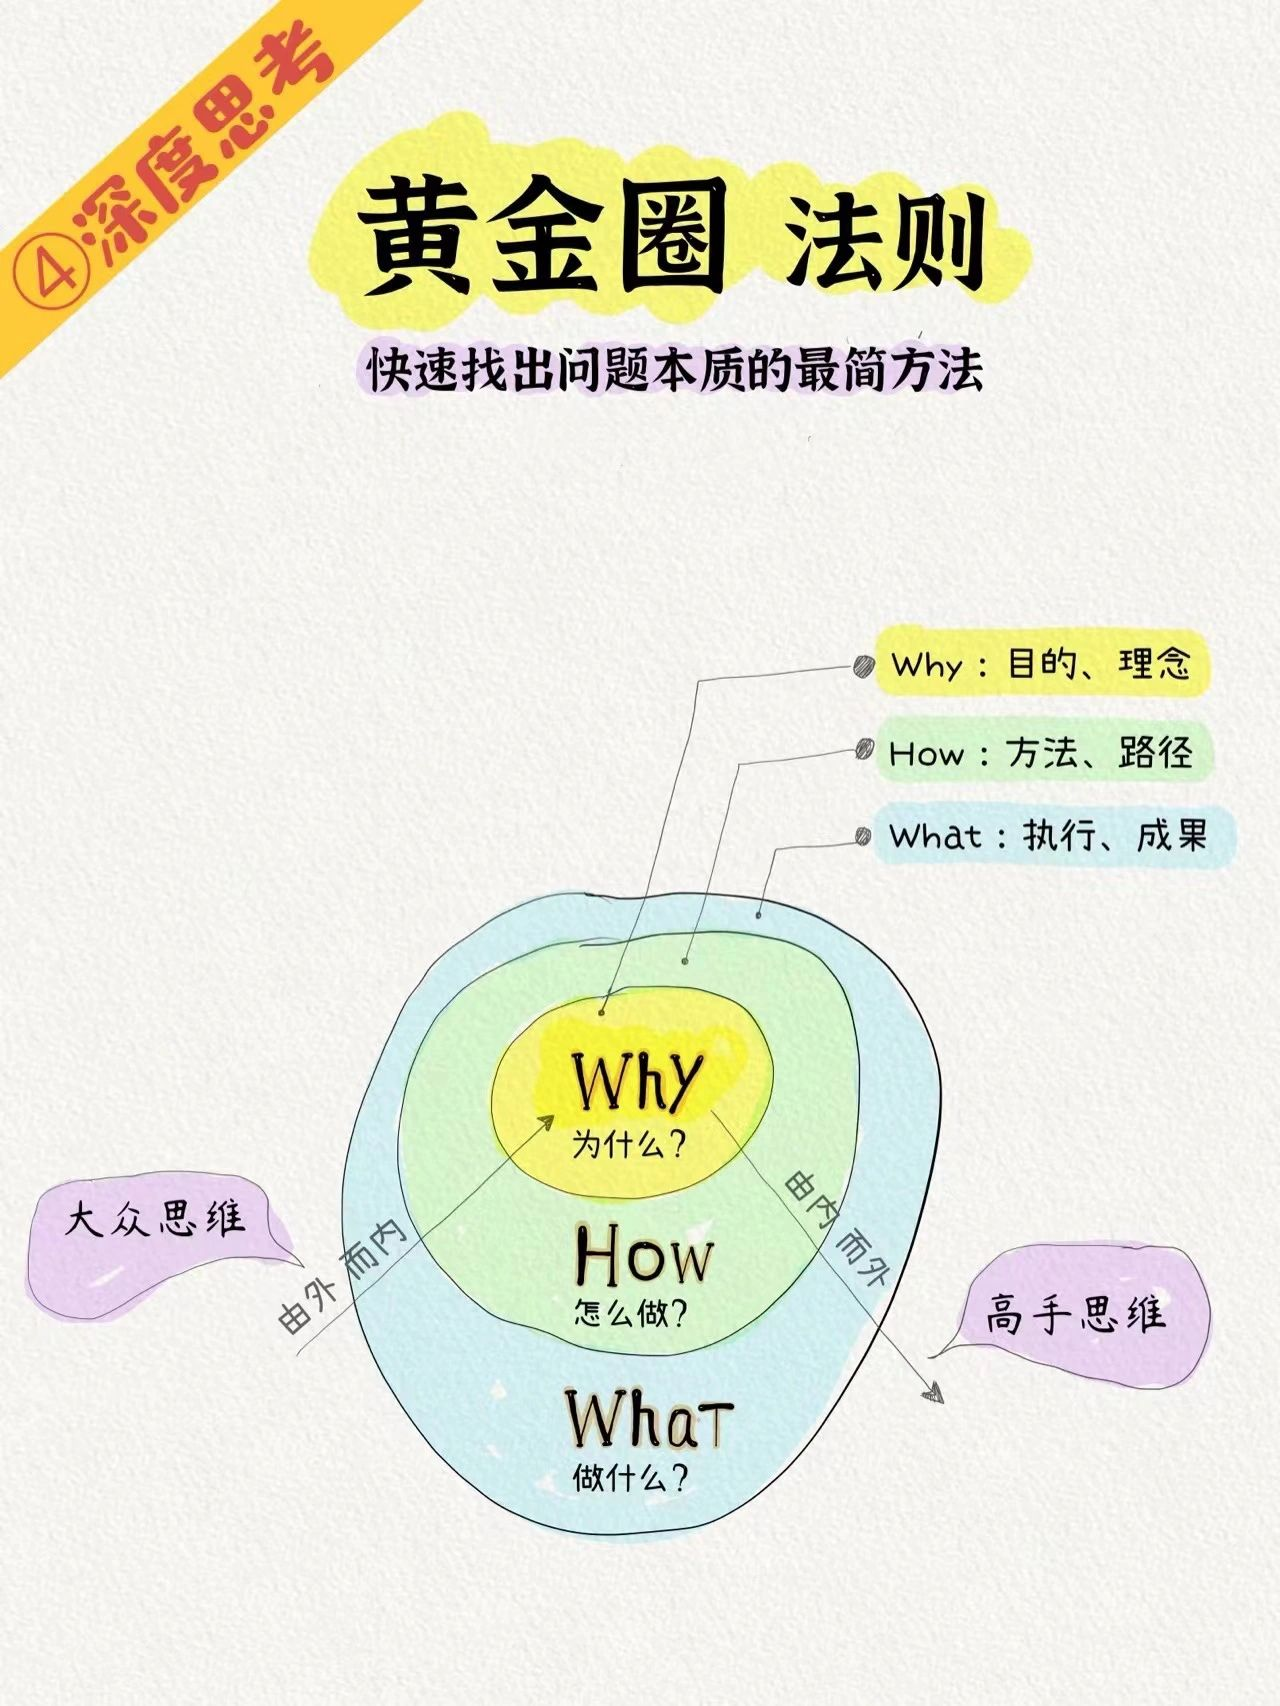 ④深度思考
黄金圈 法则
快速找出问题本质的最简方法
Why：目的、理念
How：方法、路径
What：执行、成果
Why
为什么？
How
怎么做？
What
做什么？
大众思维
由外 而内
由内 而外
高手思维